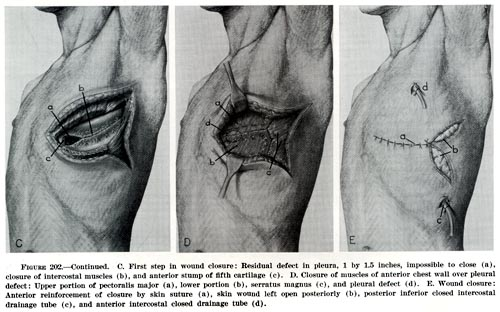 a
b
c
C
a
d
b
c
D
d
a
b
c
E
FIGURE 202.—Continued. C. First step in wound closure: Residual defect in pleura, 1 by 1.5 inches, impossible to close (a),
closure of intercostal muscles (b), and anterior stump of fifth cartilage (c). D. Closure of muscles of anterior chest wall over pleural
defect: Upper portion of pectoralis major (a), lower portion (b), serratus magnus (c), and pleural defect (d). E. Wound closure:
Anterior reinforcement of closure by skin suture (a), skin wound left open posteriorly (b), posterior inferior closed intercostal
drainage tube (c), and anterior intercostal closed drainage tube (d).